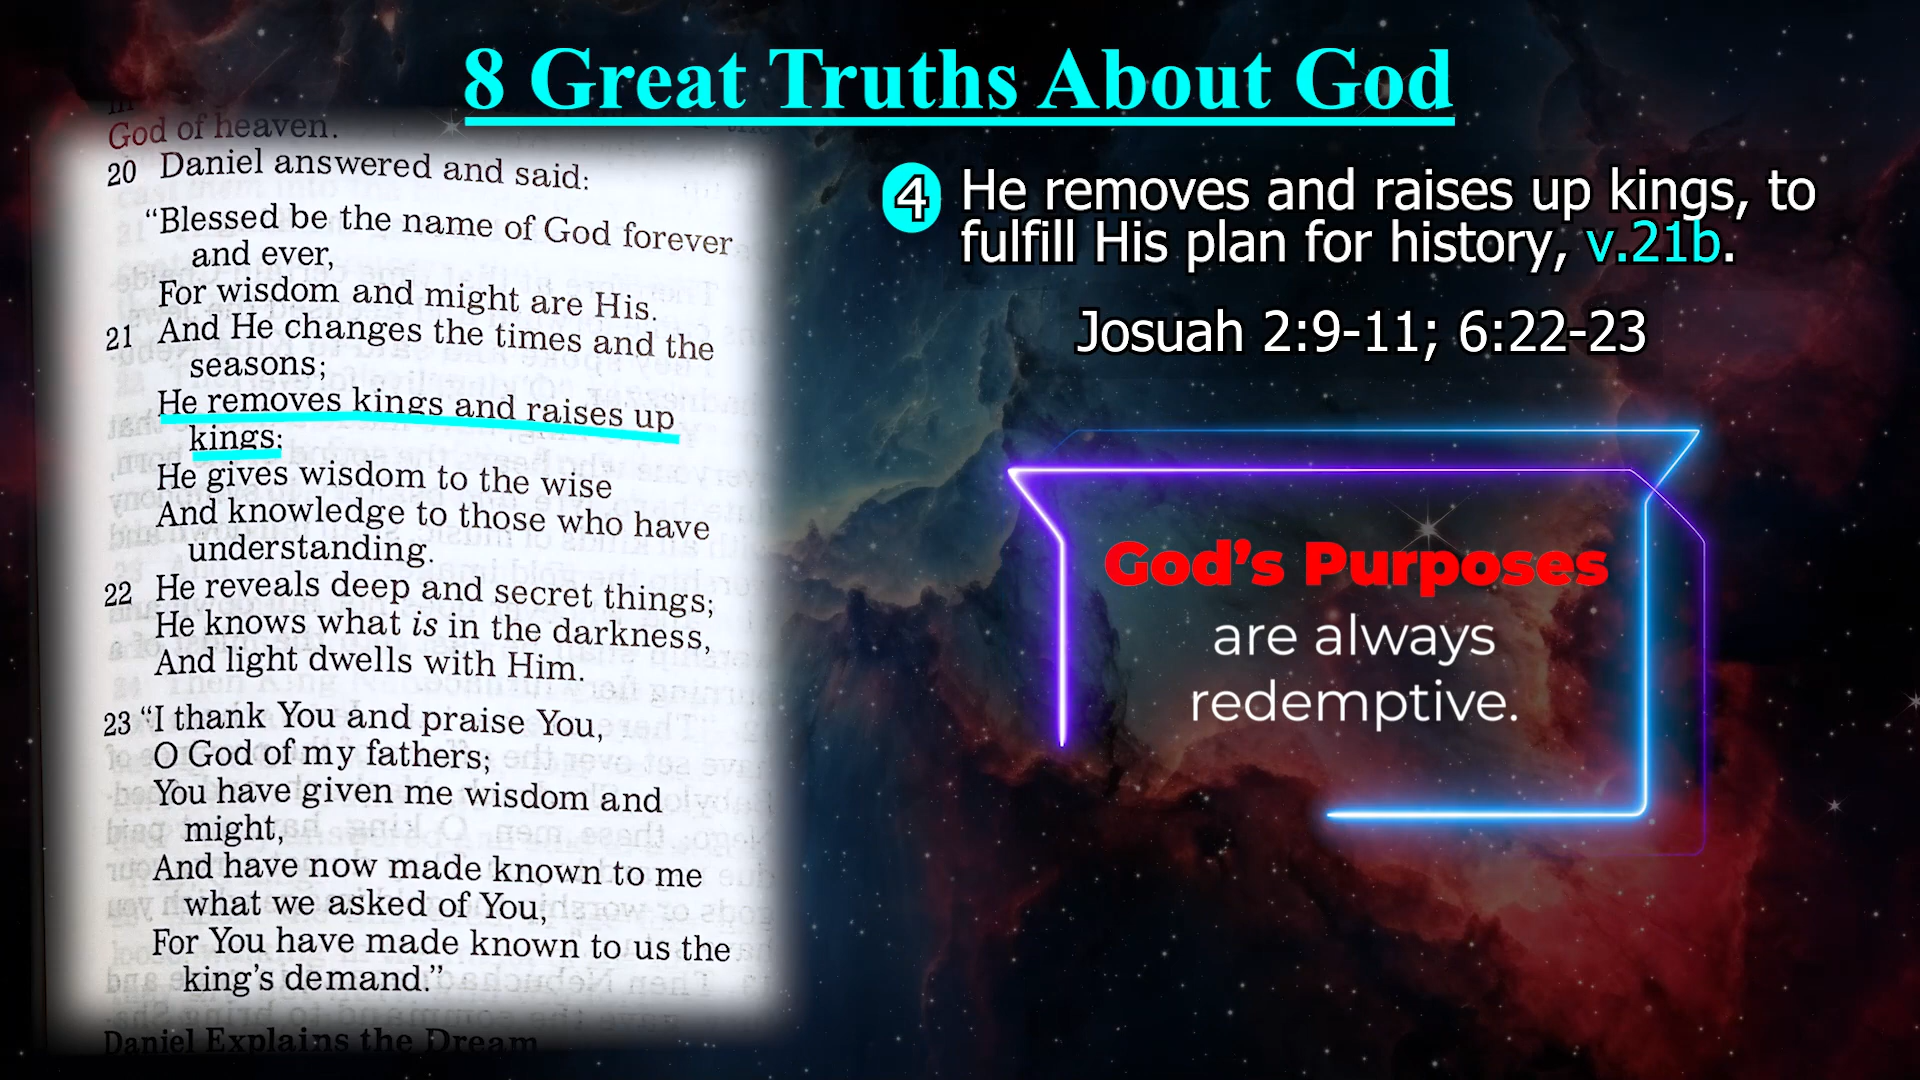 8 Great Truths About God
God of heaven.
20 Daniel answered and said:
“Blessed be the name of God forever
and ever,
For wisdom and might are His.
21 And He changes the times and the
seasons;
He removes kings and raises up
kings;
He gives wisdom to the wise
And knowledge to those who have
understanding.
22 He reveals deep and secret things;
He knows what is in the darkness,
And light dwells with Him.
23 “I thank You and praise You,
O God of my fathers;
You have given me wisdom and
might,
And have now made known to me
what we asked of You,
For You have made known to us the
king’s demand.”
Daniel Explains the Dream
4 He removes and raises up kings, to
fulfill His plan for history, v.21b.
Josuah 2:9-11; 6:22-23
God’s Purposes
are always
redemptive.